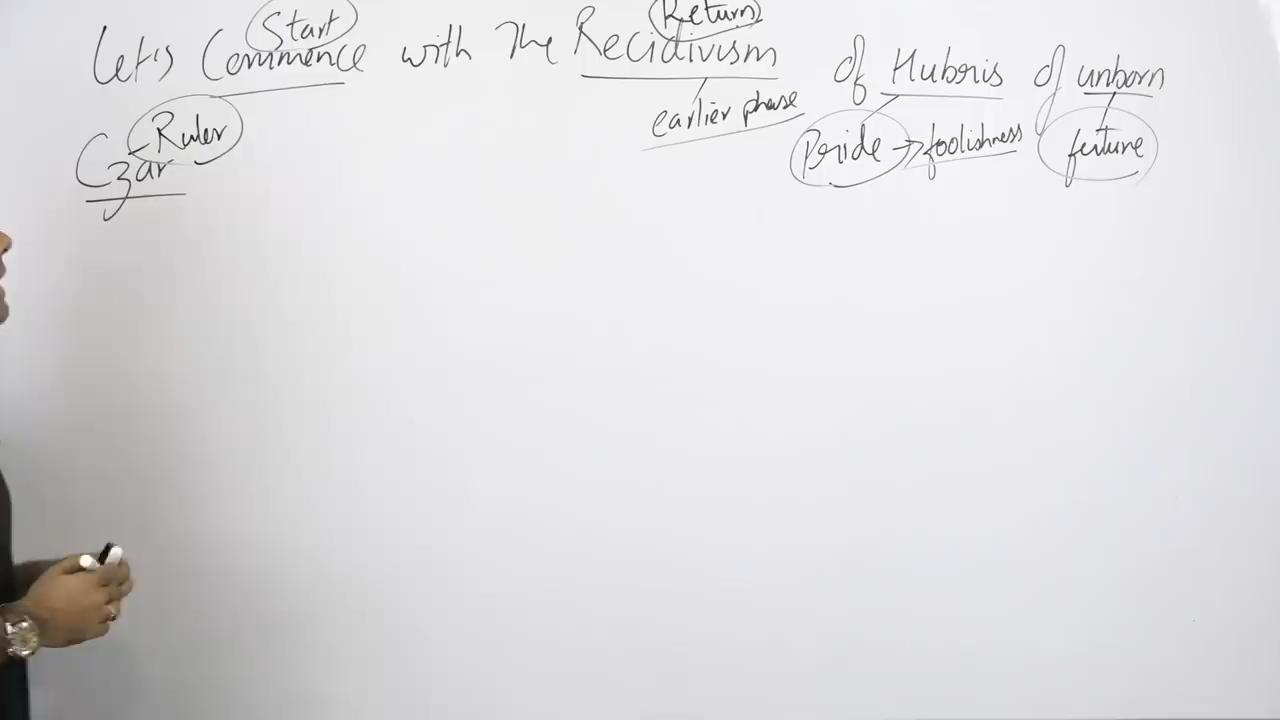 Start Return
Let's Commence with The Recidivism of Hubris of unborn
Ruler earlier phase Pride → foolishness future
Czar